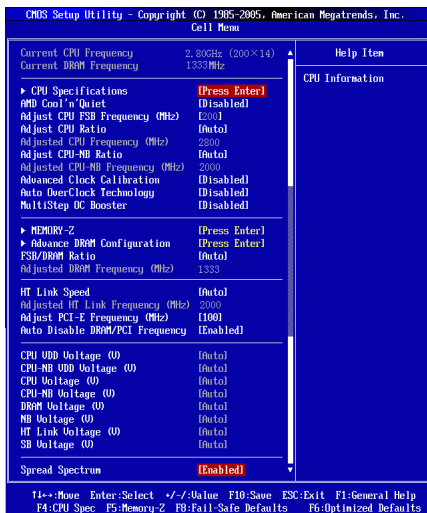 CMOS Setup Utility - Copyright (C) 1985-2005, American Megatrends, Inc.
Cell Menu
Current CPU Frequency 2.80GHz (200×14)
Current DRAM Frequency 1333MHz
Help Item
CPU Information
▶ CPU Specifications [Press Enter]
AMD Cool'n'Quiet [Disabled]
Adjust CPU FSB Frequency (MHz) [200]
Adjust CPU Ratio [Auto]
Adjusted CPU Frequency (MHz) 2800
Adjust CPU-NB Ratio [Auto]
Adjusted CPU-NB Frequency (MHz) 2000
Advanced Clock Calibration [Disabled]
Auto OverClock Technology [Disabled]
MultiStep OC Booster [Disabled]
▶ MEMORY-Z [Press Enter]
▶ Advance DRAM Configuration [Press Enter]
FSB/DRAM Ratio [Auto]
Adjusted DRAM Frequency (MHz) 1333
HT Link Speed [Auto]
Adjusted HT Link Frequency (MHz) 2000
Adjust PCI-E Frequency (MHz) [100]
Auto Disable DRAM/PCI Frequency [Enabled]
CPU VDD Voltage (V) [Auto]
CPU-NB VDD Voltage (V) [Auto]
CPU Voltage (V) [Auto]
CPU-NB Voltage (V) [Auto]
DRAM Voltage (V) [Auto]
NB Voltage (V) [Auto]
HT Link Voltage (V) [Auto]
SB Voltage (V) [Auto]
Spread Spectrum [Enabled]
↑↓←→:Move Enter:Select +/-/:Value F10:Save ESC:Exit F1:General Help
F4:CPU Spec F5:Memory-Z F8:Fail-Safe Defaults F6:Optimized Defaults